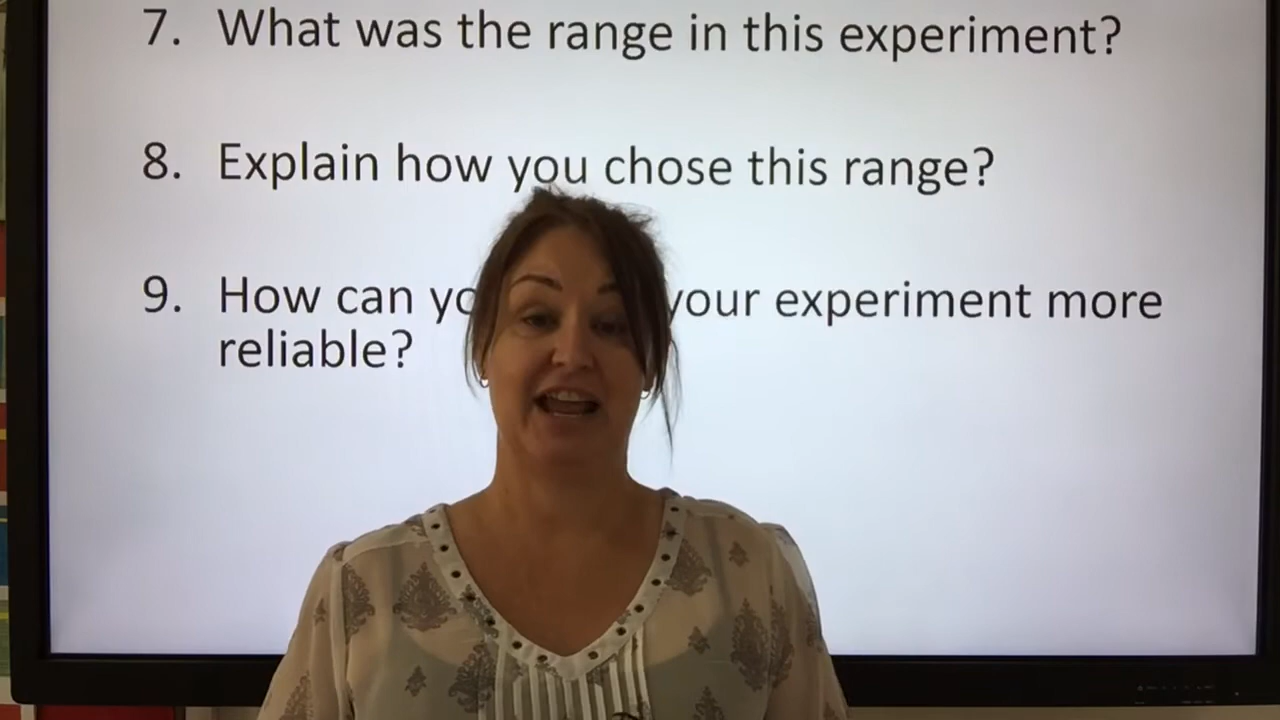 7. What was the range in this experiment?
8. Explain how you chose this range?
9. How can your experiment more
reliable?